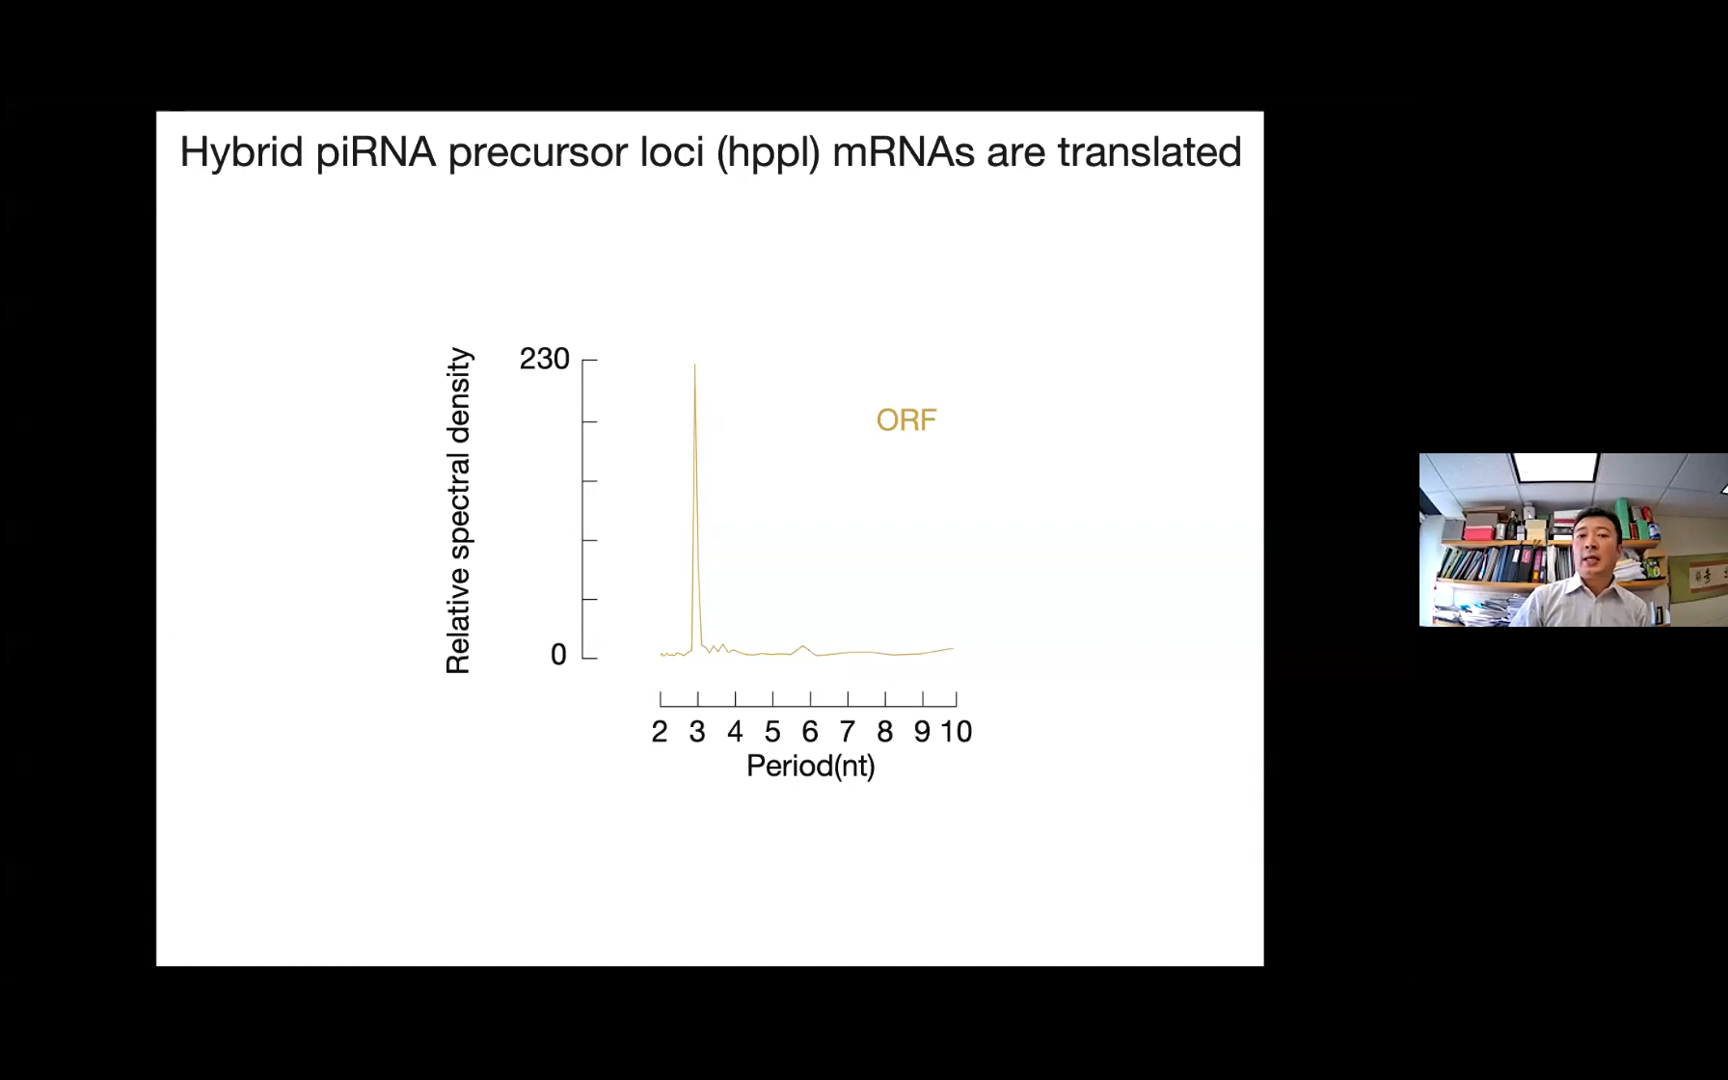 Hybrid piRNA precursor loci (hppl) mRNAs are translated
Relative spectral density
230
0
ORF
2 3 4 5 6 7 8 9 10
Period(nt)